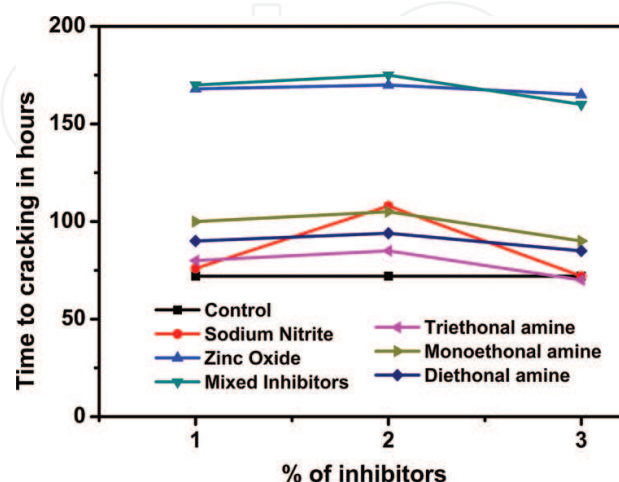 200
150
100
50
0
Time to cracking in hours
Control
Sodium Nitrite
Zinc Oxide
Mixed Inhibitors
Triethonal amine
Monoethonal amine
Diethonal amine
1 2 3
% of inhibitors